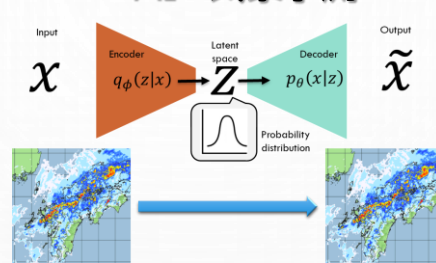 Input
Output
Encoder
Latent
space
Decoder
x
qϕ(z|x)
z
pθ(x|z)
x̃
Probability
distribution